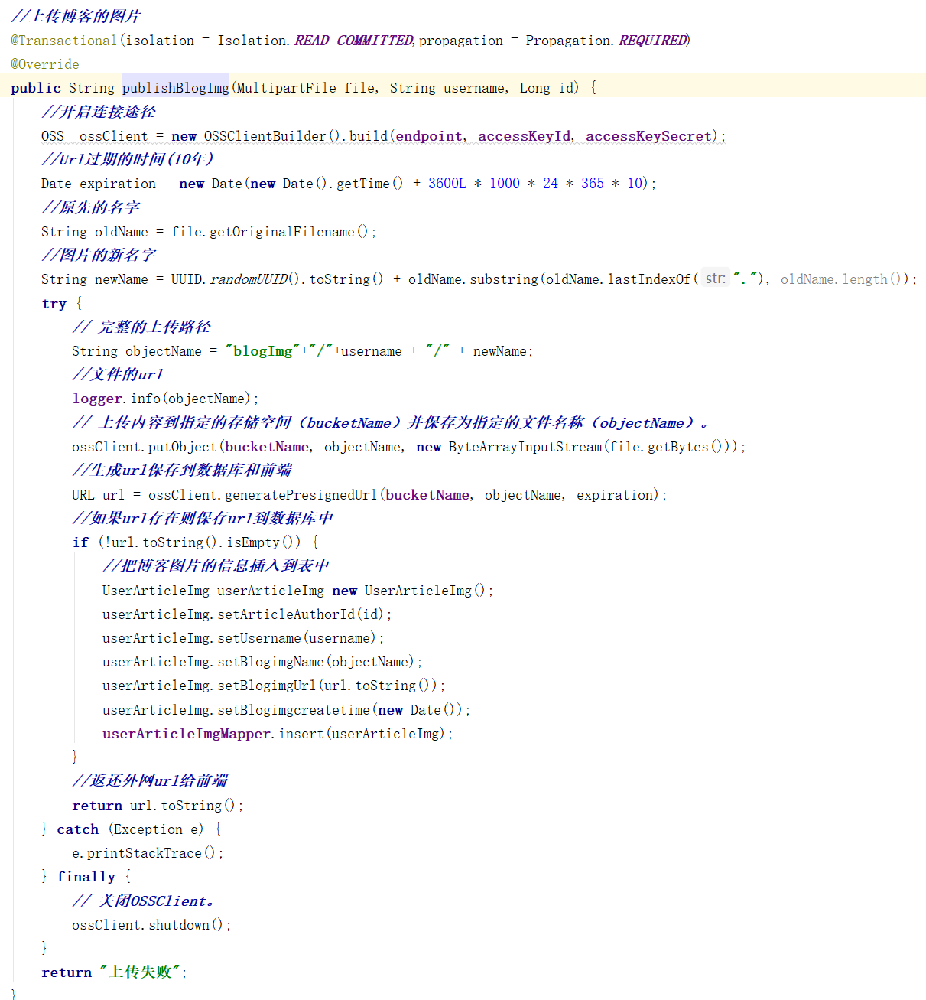 //上传博客的图片
@Transactional(isolation = Isolation.READ_COMMITTED,propagation = Propagation.REQUIRED)
@Override
public String publishBlogImg(MultipartFile file, String username, Long id) {
//开启连接途径
OSS  ossClient = new OSSClientBuilder().build(endpoint, accessKeyId, accessKeySecret);
//Url过期的时间(10年)
Date expiration = new Date(new Date().getTime() + 3600L * 1000 * 24 * 365 * 10);
//原先的名字
String oldName = file.getOriginalFilename();
//图片的新名字
String newName = UUID.randomUUID().toString() + oldName.substring(oldName.lastIndexOf( str: "."), oldName.length());
try {
// 完整的上传路径
String objectName = "blogImg"+"/"+username + "/" + newName;
//文件的url
logger.info(objectName);
// 上传内容到指定的存储空间（bucketName）并保存为指定的文件名称（objectName）。
ossClient.putObject(bucketName, objectName, new ByteArrayInputStream(file.getBytes()));
//生成url保存到数据库和前端
URL url = ossClient.generatePresignedUrl(bucketName, objectName, expiration);
//如果url存在则保存url到数据库中
if (!url.toString().isEmpty()) {
//把博客图片的信息插入到表中
UserArticleImg userArticleImg=new UserArticleImg();
userArticleImg.setArticleAuthorId(id);
userArticleImg.setUsername(username);
userArticleImg.setBlogimgName(objectName);
userArticleImg.setBlogimgUrl(url.toString());
userArticleImg.setBlogimgcreatetime(new Date());
userArticleImgMapper.insert(userArticleImg);
}
//返还外网url给前端
return url.toString();
} catch (Exception e) {
e.printStackTrace();
} finally {
// 关闭OSSClient。
ossClient.shutdown();
}
return "上传失败";
}